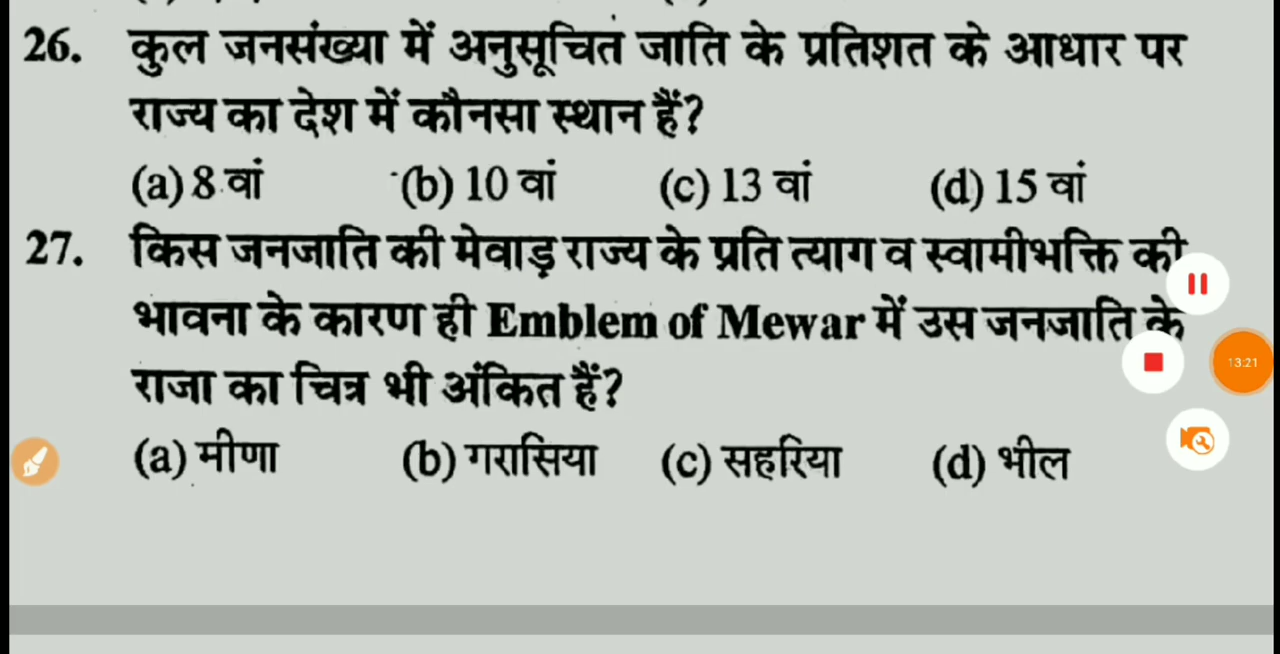 26. कुल जनसंख्या में अनुसूचित जाति के प्रतिशत के आधार पर
राज्य का देश में कौनसा स्थान हैं?
(a) 8 वां (b) 10 वां (c) 13 वां (d) 15 वां
27. किस जनजाति की मेवाड़ राज्य के प्रति त्याग व स्वामीभक्ति की
भावना के कारण ही Emblem of Mewar में उस जनजाति के
राजा का चित्र भी अंकित हैं?
13:21
(a) मीणा (b) गरासिया (c) सहरिया (d) भील